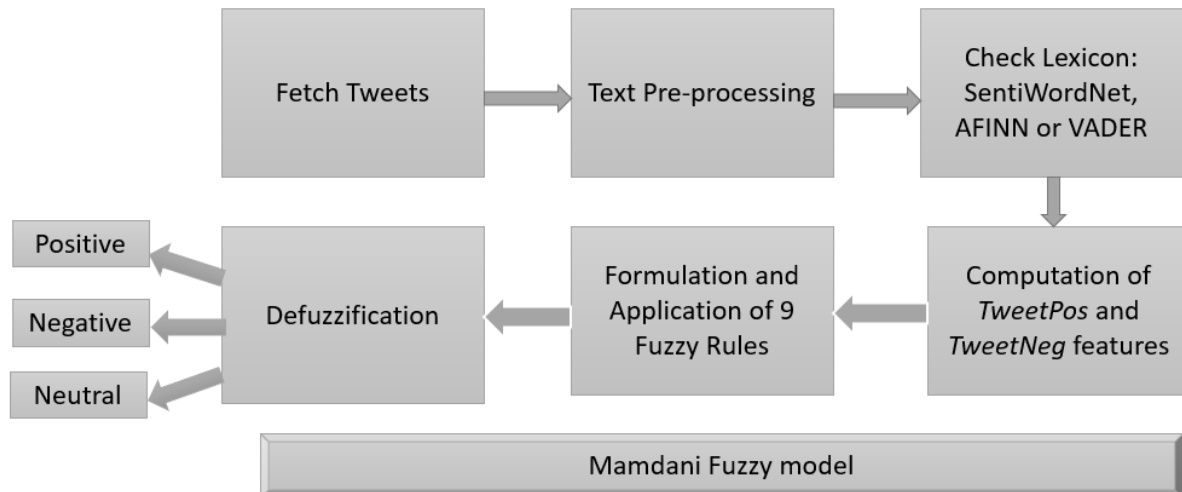 Fetch Tweets
Text Pre-processing
Check Lexicon:
SentiWordNet,
AFINN or VADER
Computation of
TweetPos and
TweetNeg features
Formulation and
Application of 9
Fuzzy Rules
Defuzzification
Positive
Negative
Neutral
Mamdani Fuzzy model